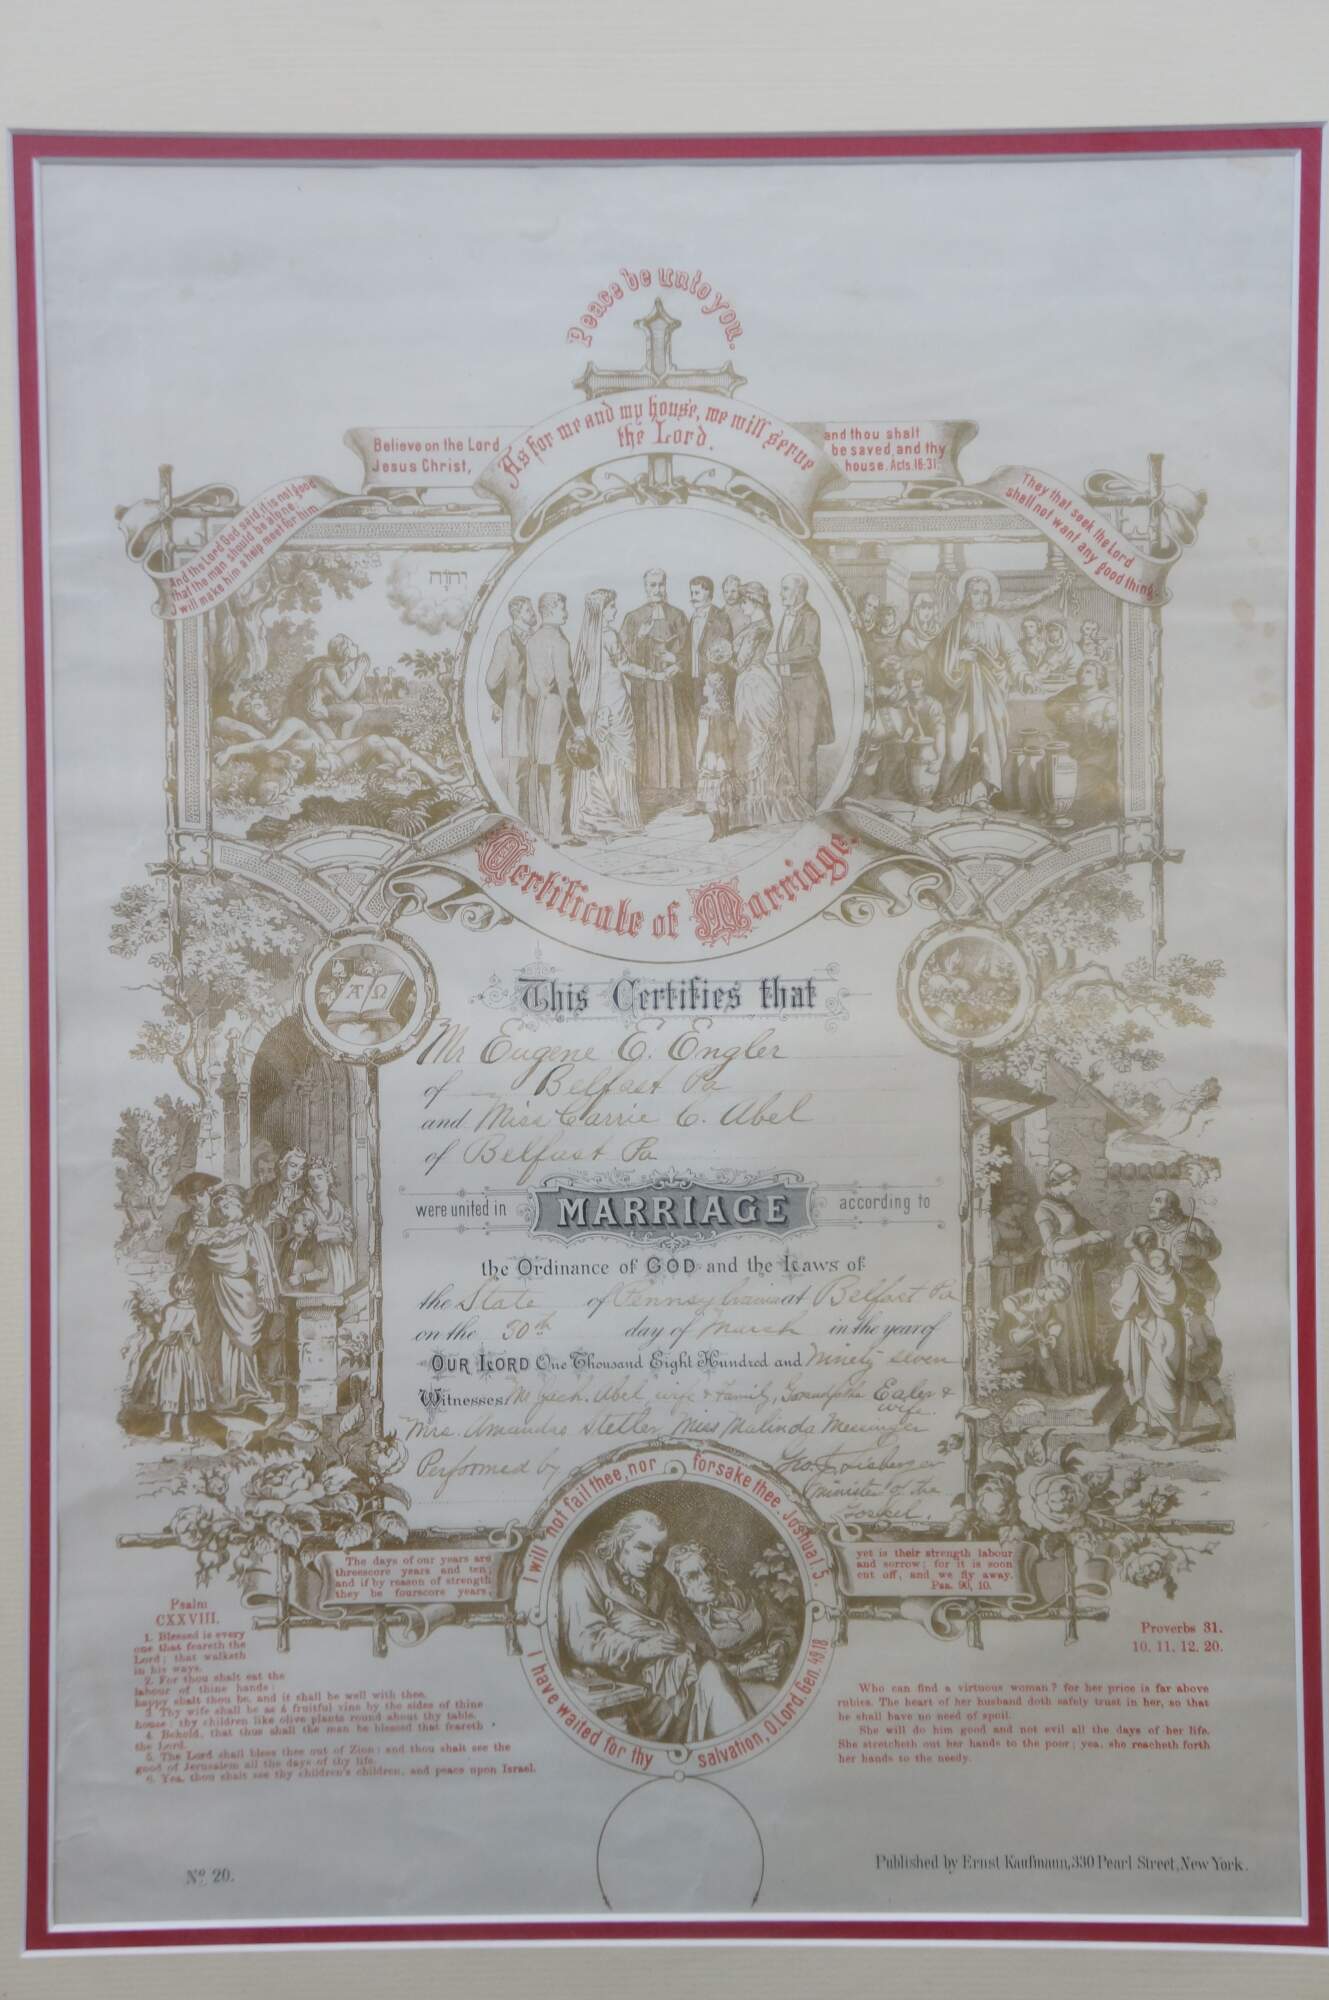 Peace be unto you.
As for me and my house, we will serve
the Lord.
Believe on the Lord
Jesus Christ,
and thou shalt
be saved, and thy
house. Acts. 16:31.
And the Lord God said, it is not good
that the man should be alone; I
will make him a help meet for him.
They that seek the Lord
shall not want any good thing.
יהוה
Certificate of Marriage.
A Ω
This Certifies that
Mr Eugene E. Engler
of Belfast Pa
and Miss Carrie C. Abel
of Belfast Pa
were united in MARRIAGE according to
the Ordinance of GOD and the Laws of
the State of Pennsylvania at Belfast Pa
on the 30th day of March in the year of
OUR LORD One Thousand Eight Hundred and Ninety seven
Witnesses: Mr Jach. Abel, wife & Family, Grandpha Ealer &
wife.
Mrs. Amandus Stetler Miss Malinda Messinger
Performed by Geo.
minister of the
Gospel.
I will not fail thee, nor forsake thee. Joshua 1, 5.
I have waited for thy salvation, O Lord. Gen. 49, 18
The days of our years are
threescore years and ten;
and if by reason of strength
they be fourscore years,
yet is their strength labour
and sorrow; for it is soon
cut off, and we fly away.
Psa. 90, 10.
Psalm
CXXVIII.
1. Blessed is every
one that feareth the
Lord; that walketh
in his ways.
2. For thou shalt eat the
labour of thine hands;
happy shalt thou be, and it shall be well with thee.
3. Thy wife shall be as a fruitful vine by the sides of thine
house: thy children like olive plants round about thy table.
4. Behold, that thus shall the man be blessed that feareth
the Lord.
5. The Lord shall bless thee out of Zion: and thou shalt see the
good of Jerusalem all the days of thy life.
6. Yea, thou shalt see thy children's children, and peace upon Israel.
Proverbs 31.
10. 11. 12. 20.
Who can find a virtuous woman? for her price is far above
rubies. The heart of her husband doth safely trust in her, so that
he shall have no need of spoil.
She will do him good and not evil all the days of her life.
She stretcheth out her hands to the poor; yea, she reacheth forth
her hands to the needy.
No 20.
Published by Ernst Kaufmann, 330 Pearl Street, New York.